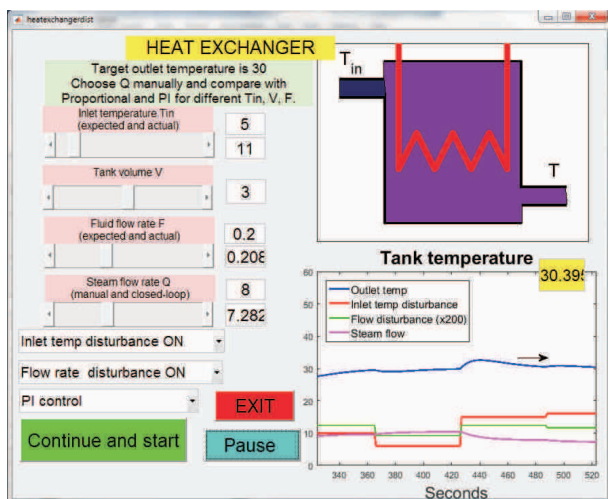 heatexchangerdist
HEAT EXCHANGER
Target outlet temperature is 30
Choose Q manually and compare with
Proportional and PI for different Tin, V, F.
Inlet temperature Tin
(expected and actual)
5
11
Tank volume V
3
Fluid flow rate F
(expected and actual)
0.2
0.208
Steam flow rate Q
(manual and closed-loop)
8
7.282
Inlet temp disturbance ON
Flow rate disturbance ON
PI control
EXIT
Continue and start
Pause
Tin
T
Tank temperature
30.395
Outlet temp
Inlet temp disturbance
Flow disturbance (x200)
Steam flow
60
50
40
30
20
10
0
340 360 380 400 420 440 460 480 500 520
Seconds